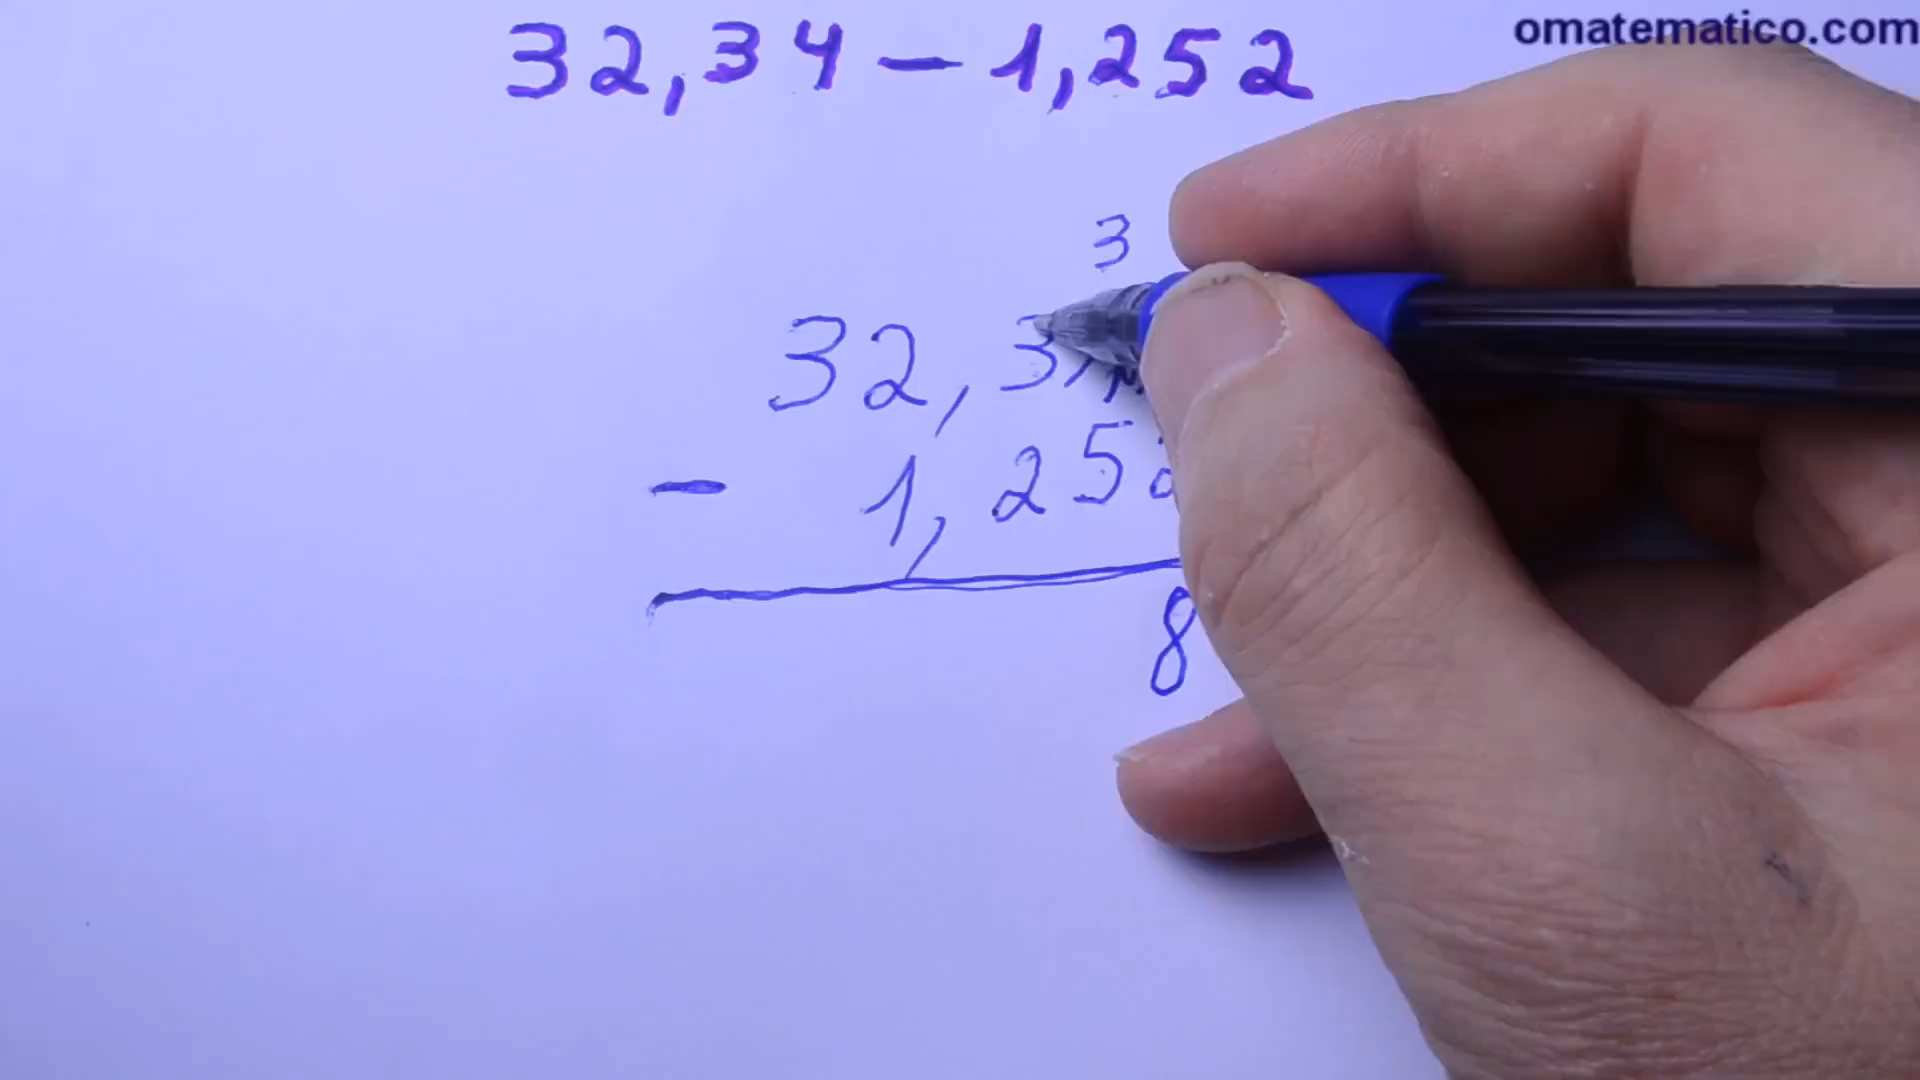 omatematico.com
32,34 - 1,252
3
32,3
- 1,25
8